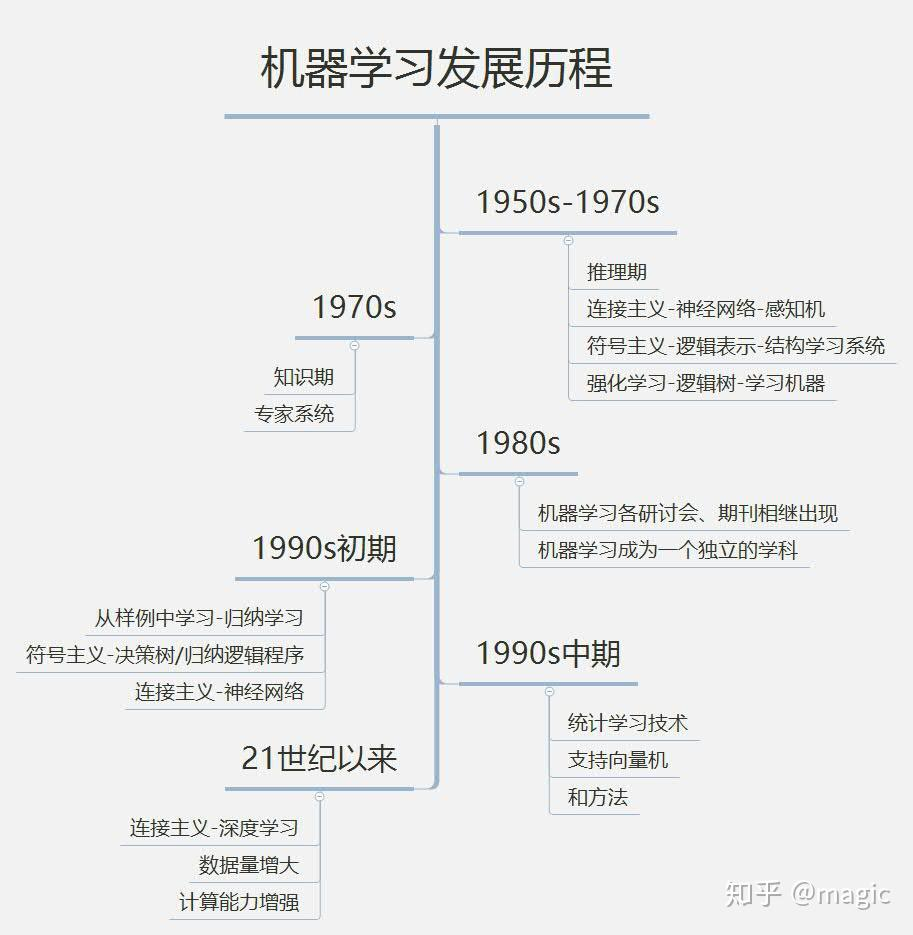 机器学习发展历程
1950s-1970s
推理期
连接主义-神经网络-感知机
符号主义-逻辑表示-结构学习系统
强化学习-逻辑树-学习机器
1970s
知识期
专家系统
1980s
机器学习各研讨会、期刊相继出现
机器学习成为一个独立的学科
1990s初期
从样例中学习-归纳学习
符号主义-决策树/归纳逻辑程序
连接主义-神经网络
1990s中期
统计学习技术
支持向量机
和方法
21世纪以来
连接主义-深度学习
数据量增大
计算能力增强
知乎 @magic